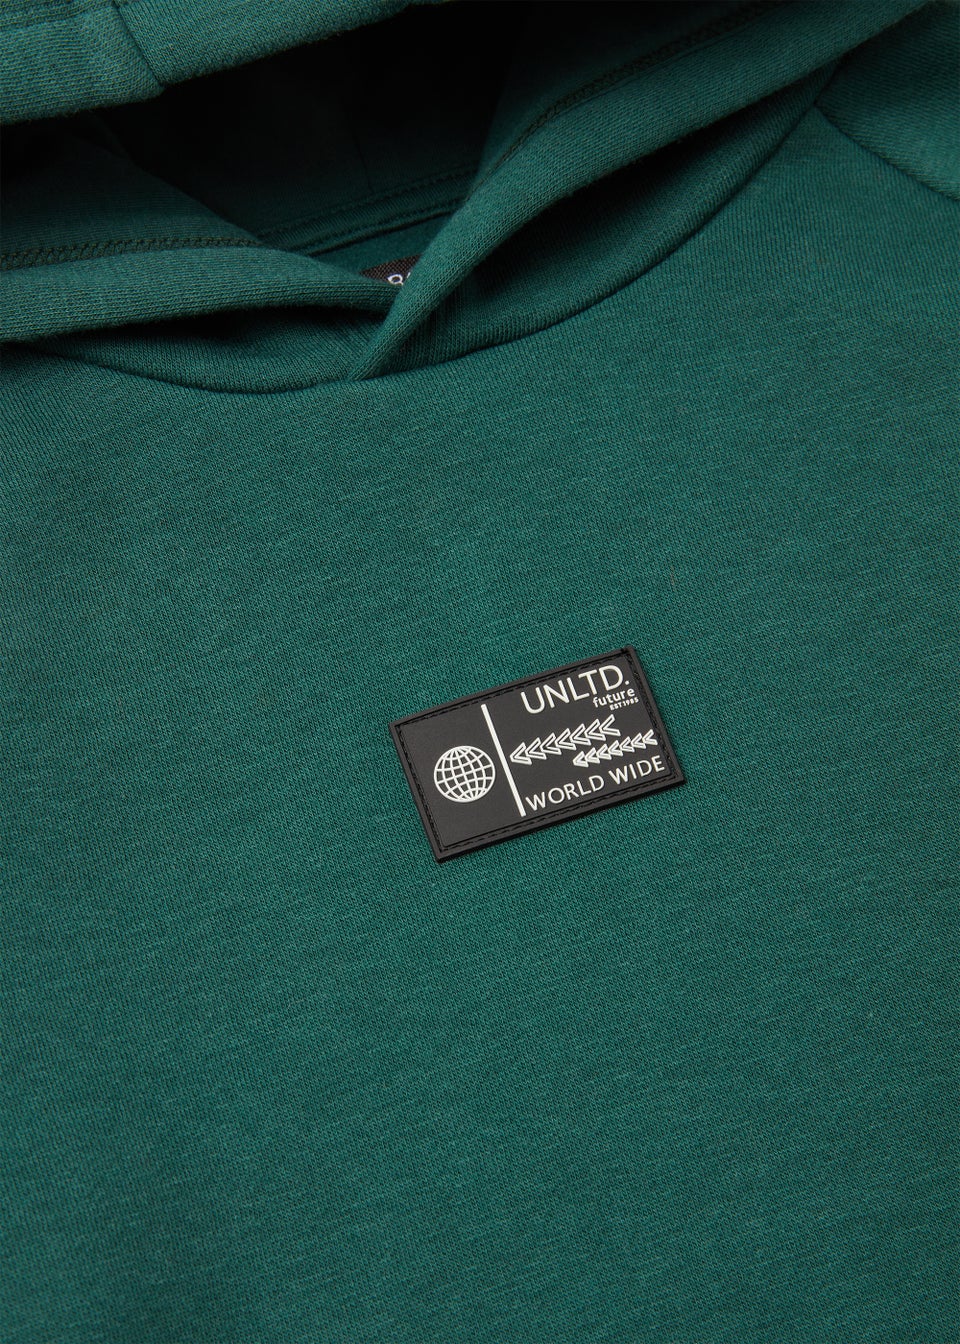 UNLTD.
future
EST 1985
WORLD WIDE